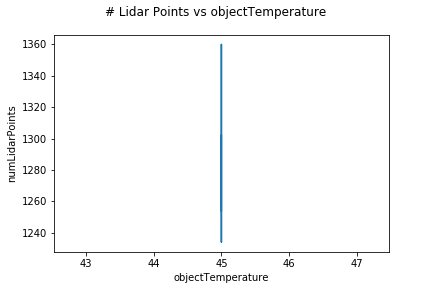 # Lidar Points vs objectTemperature
1360
1340
1320
1300
1280
1260
1240
numLidarPoints
43 44 45 46 47
objectTemperature